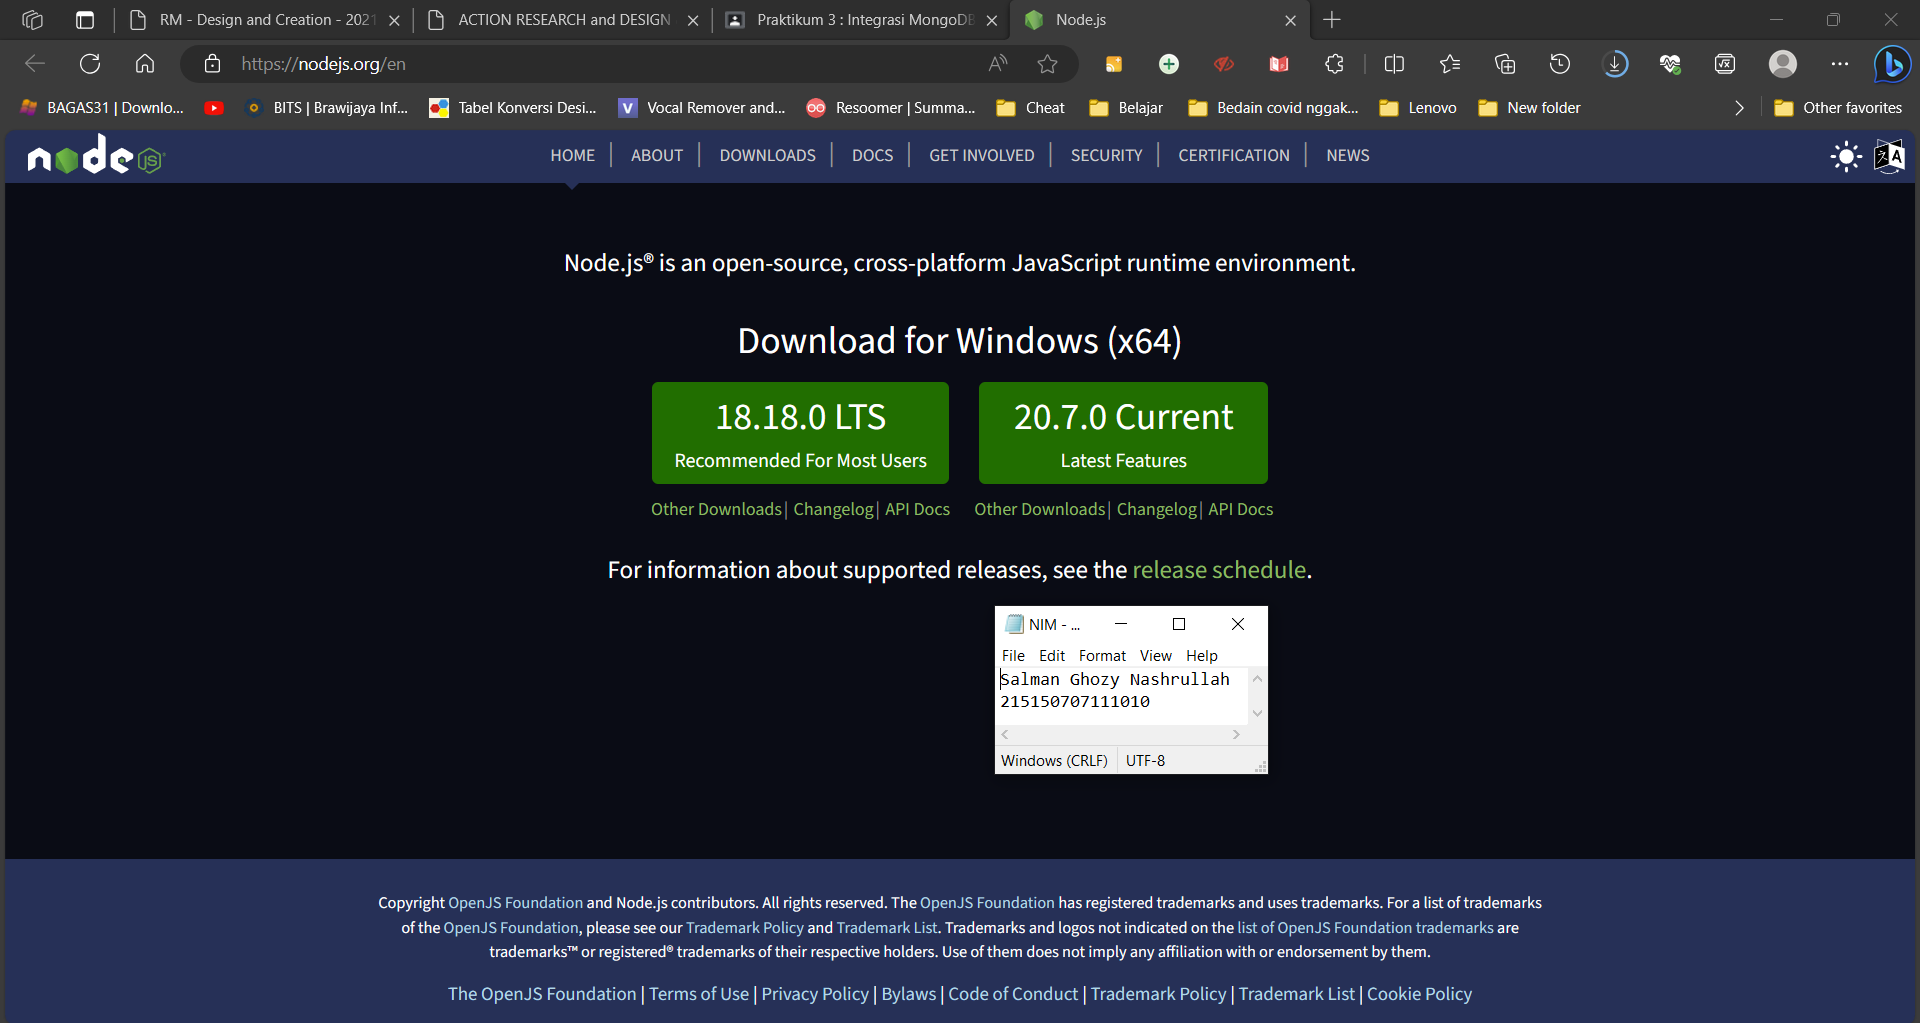 RM - Design and Creation - 2021
ACTION RESEARCH and DESIGN
Praktikum 3 : Integrasi MongoDB
Node.js
https://nodejs.org/en
BAGAS31 | Downlo...
BITS | Brawijaya Inf...
Tabel Konversi Desi...
V
Vocal Remover and...
Resoomer | Summa...
Cheat
Belajar
Bedain covid nggak...
Lenovo
New folder
Other favorites
node
JS
HOME
ABOUT
DOWNLOADS
DOCS
GET INVOLVED
SECURITY
CERTIFICATION
NEWS
Node.js® is an open-source, cross-platform JavaScript runtime environment.
Download for Windows (x64)
18.18.0 LTS
Recommended For Most Users
20.7.0 Current
Latest Features
Other Downloads | Changelog | API Docs
Other Downloads | Changelog | API Docs
For information about supported releases, see the release schedule.
NIM - ...
File Edit Format View Help
Salman Ghozy Nashrullah
215150707111010
Windows (CRLF)
UTF-8
Copyright OpenJS Foundation and Node.js contributors. All rights reserved. The OpenJS Foundation has registered trademarks and uses trademarks. For a list of trademarks
of the OpenJS Foundation, please see our Trademark Policy and Trademark List. Trademarks and logos not indicated on the list of OpenJS Foundation trademarks are
trademarks™ or registered® trademarks of their respective holders. Use of them does not imply any affiliation with or endorsement by them.
The OpenJS Foundation | Terms of Use | Privacy Policy | Bylaws | Code of Conduct | Trademark Policy | Trademark List | Cookie Policy